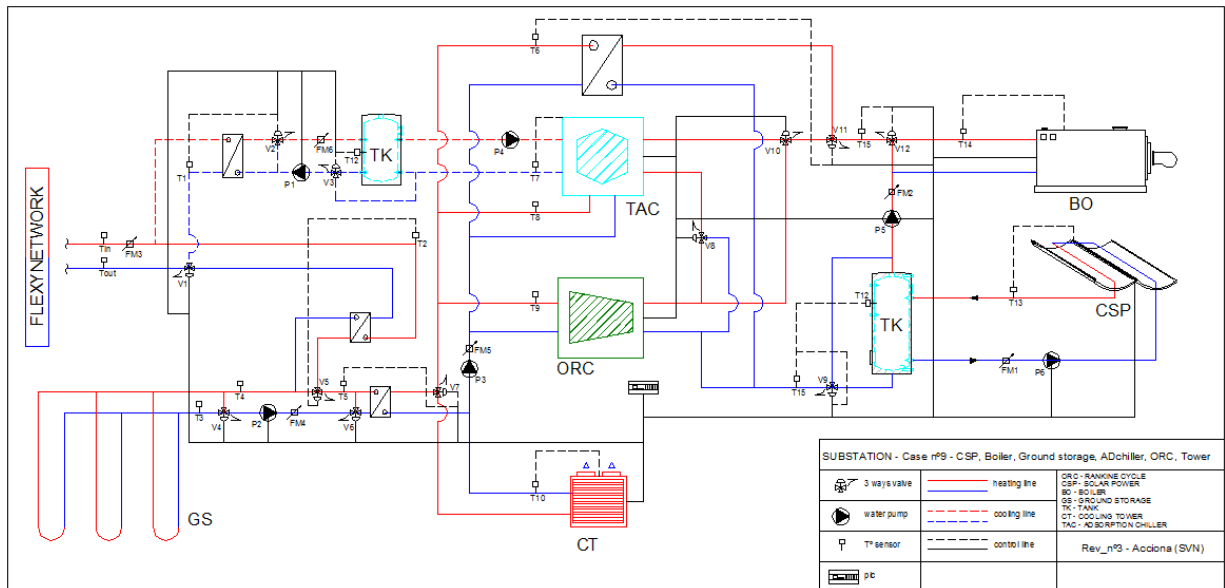 T6
V2
FM6
TK
T12
P4
V10
V11
T15
V12
T14
T1
P1
V3
T7
TAC
BO
FM2
T8
P5
Tin
FM3
T2
V8
Tout
V1
FLEXYNETWORK
T9
T12
T13
CSP
TK
FM5
ORC
P3
FM1
P6
V5
T5
V7
T15
V9
T4
T3
V4
P2
FM4
V6
T10
GS
CT
SUBSTATION - Case nº9 - CSP, Boiler, Ground storage, ADchiller, ORC, Tower
3 ways valve
heating line
ORC - RANKINE CYCLE
CSP - SOLAR POWER
BO - BOILER
GS - GROUND STORAGE
TK - TANK
CT - COOLING TOWER
TAC - ADSORPTION CHILLER
water pump
cooling line
Tº sensor
control line
Rev_nº3 - Acciona (SVN)
plc